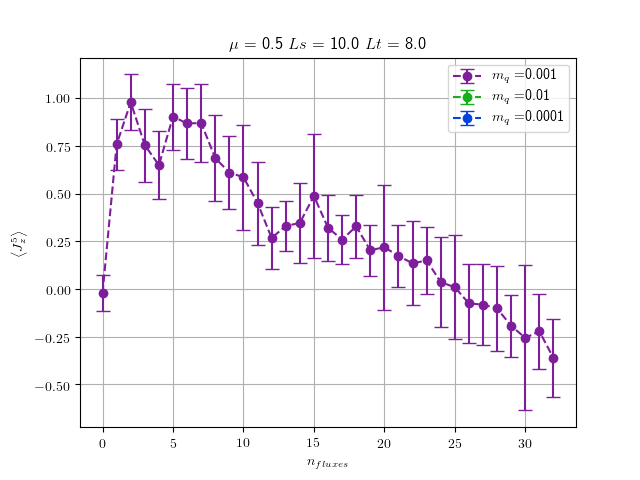 μ = 0.5 Ls = 10.0 Lt = 8.0
m_q =0.001
m_q =0.01
m_q =0.0001
⟨J_z^5⟩
1.00
0.75
0.50
0.25
0.00
−0.25
−0.50
0 5 10 15 20 25 30
n_{fluxes}